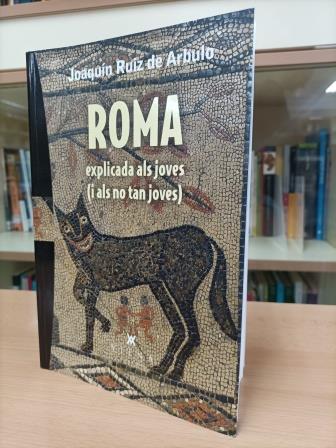 Joaquín Ruiz de Arbulo
ROMA
explicada als joves
(i als no tan joves)